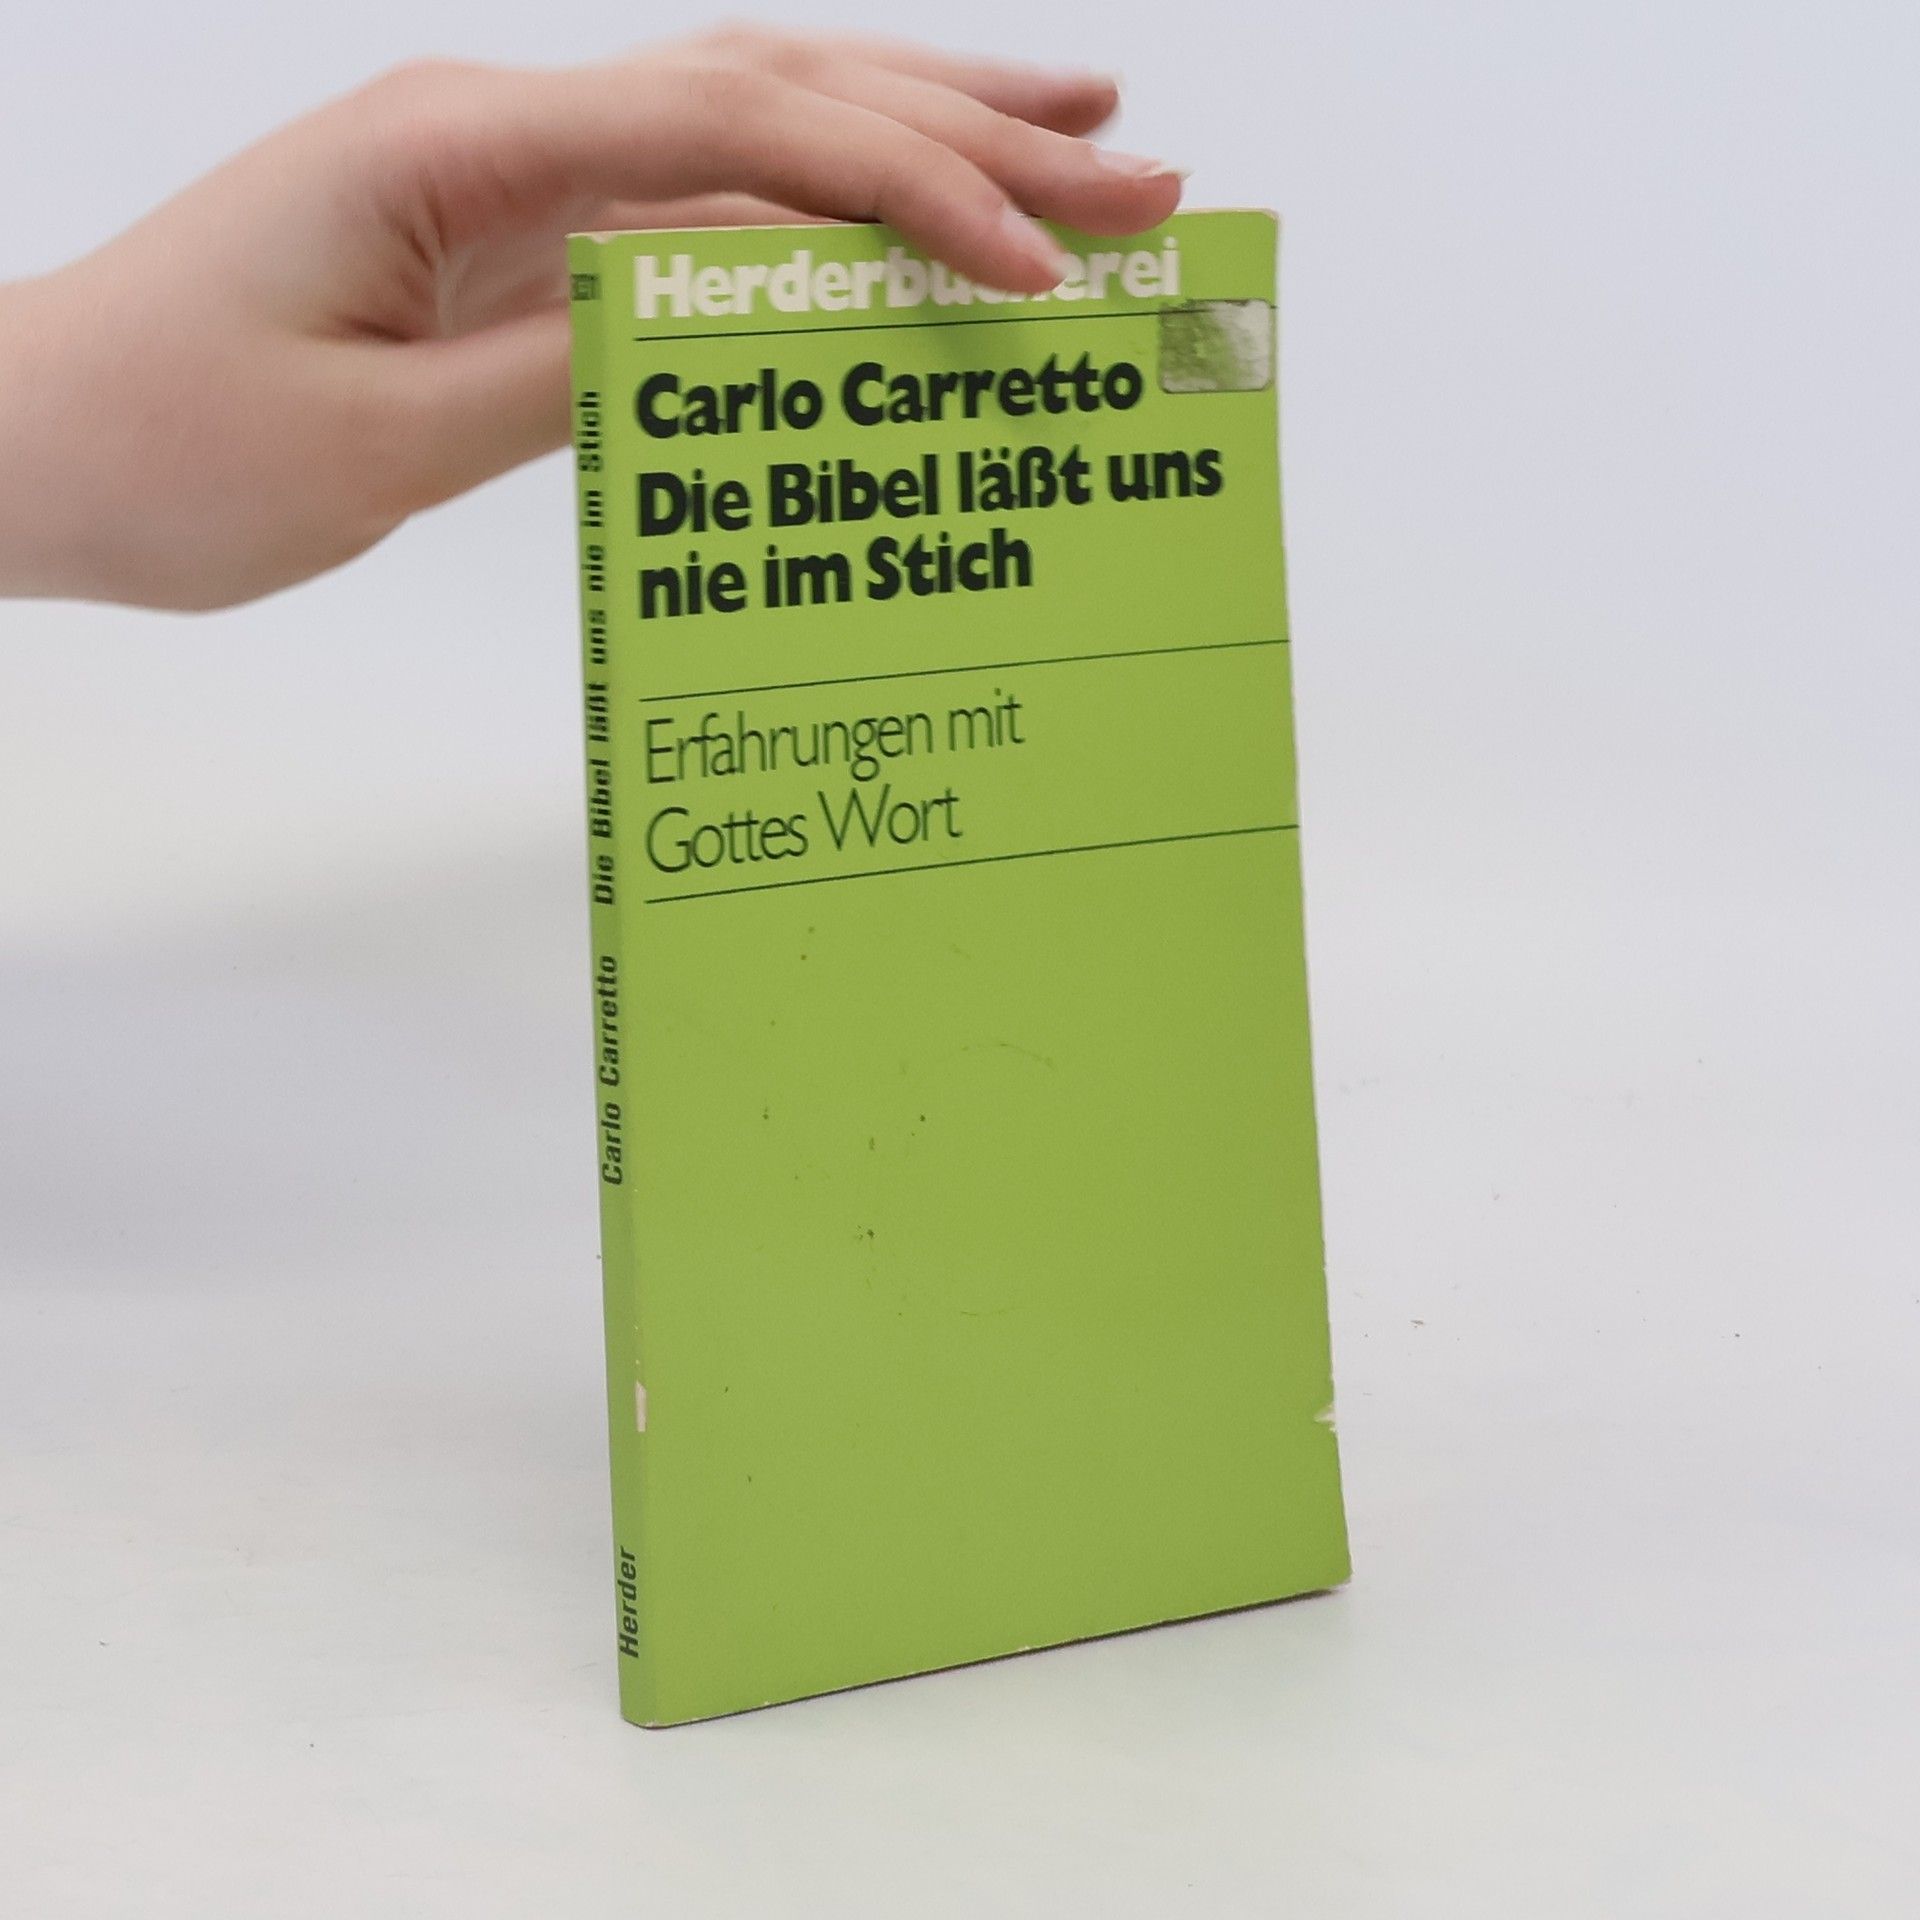 Herderbücherei
Carlo Carretto
Die Bibel läßt uns
nie im Stich
Erfahrungen mit
Gottes Wort
Herder Carlo Carretto Die Bibel läßt uns nie im Stich